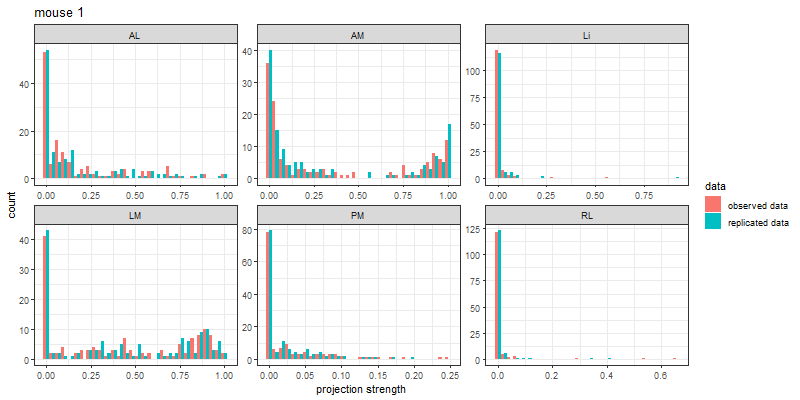 mouse 1
AL
AM
Li
40
20
0
0.00 0.25 0.50 0.75 1.00
40
30
20
10
0
0.00 0.25 0.50 0.75 1.00
100
75
50
25
0
0.00 0.25 0.50 0.75
LM
PM
RL
40
30
20
10
0
0.00 0.25 0.50 0.75 1.00
80
60
40
20
0
0.00 0.05 0.10 0.15 0.20 0.25
125
100
75
50
25
0
0.0 0.2 0.4 0.6
count
projection strength
data
observed data
replicated data